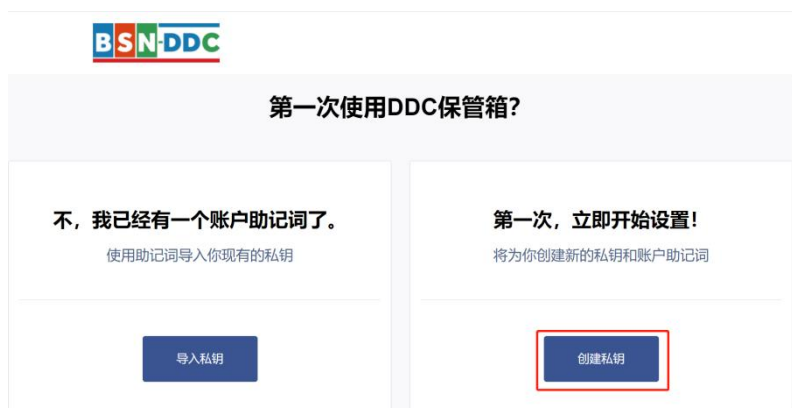 BSN-DDC
第一次使用DDC保管箱?
不，我已经有一个账户助记词了。
使用助记词导入你现有的私钥
导入私钥
第一次，立即开始设置!
将为你创建新的私钥和账户助记词
创建私钥